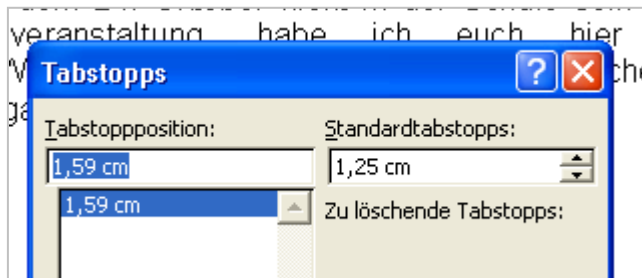 veranstaltung habe ich euch hier
Tabstopps
Tabstoppposition:
Standardtabstopps:
1,59 cm
1,25 cm
1,59 cm
Zu löschende Tabstopps: